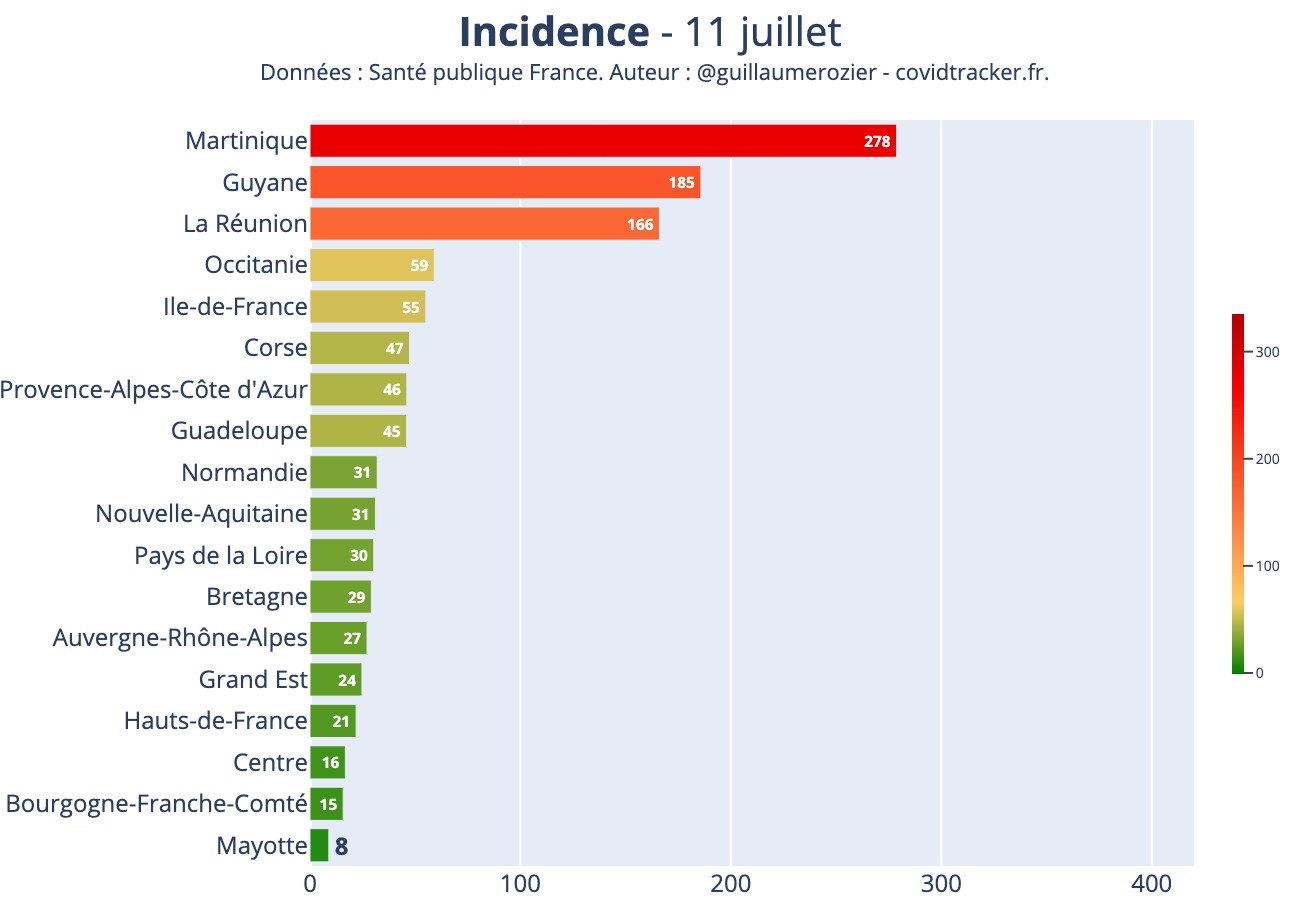 Incidence - 11 juillet
Données : Santé publique France. Auteur : @guillaumerozier - covidtracker.fr.
Martinique 278
Guyane 185
La Réunion 166
Occitanie 59
Ile-de-France 55
Corse 47
Provence-Alpes-Côte d'Azur 46
Guadeloupe 45
Normandie 31
Nouvelle-Aquitaine 31
Pays de la Loire 30
Bretagne 29
Auvergne-Rhône-Alpes 27
Grand Est 24
Hauts-de-France 21
Centre 16
Bourgogne-Franche-Comté 15
Mayotte 8
0 100 200 300 400
300
200
100
0